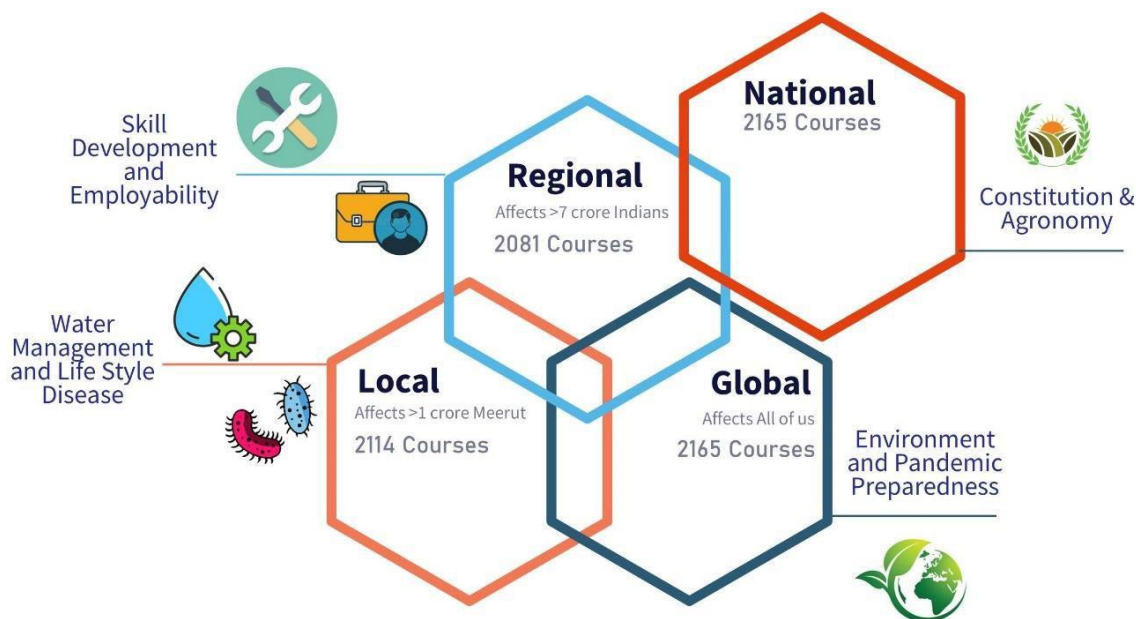 National
2165 Courses
Skill
Development
and
Employability
Regional
Affects >7 crore Indians
2081 Courses
Constitution &
Agronomy
Water
Management
and Life Style
Disease
Local
Affects >1 crore Meerut
2114 Courses
Global
Affects All of us
2165 Courses
Environment
and Pandemic
Preparedness